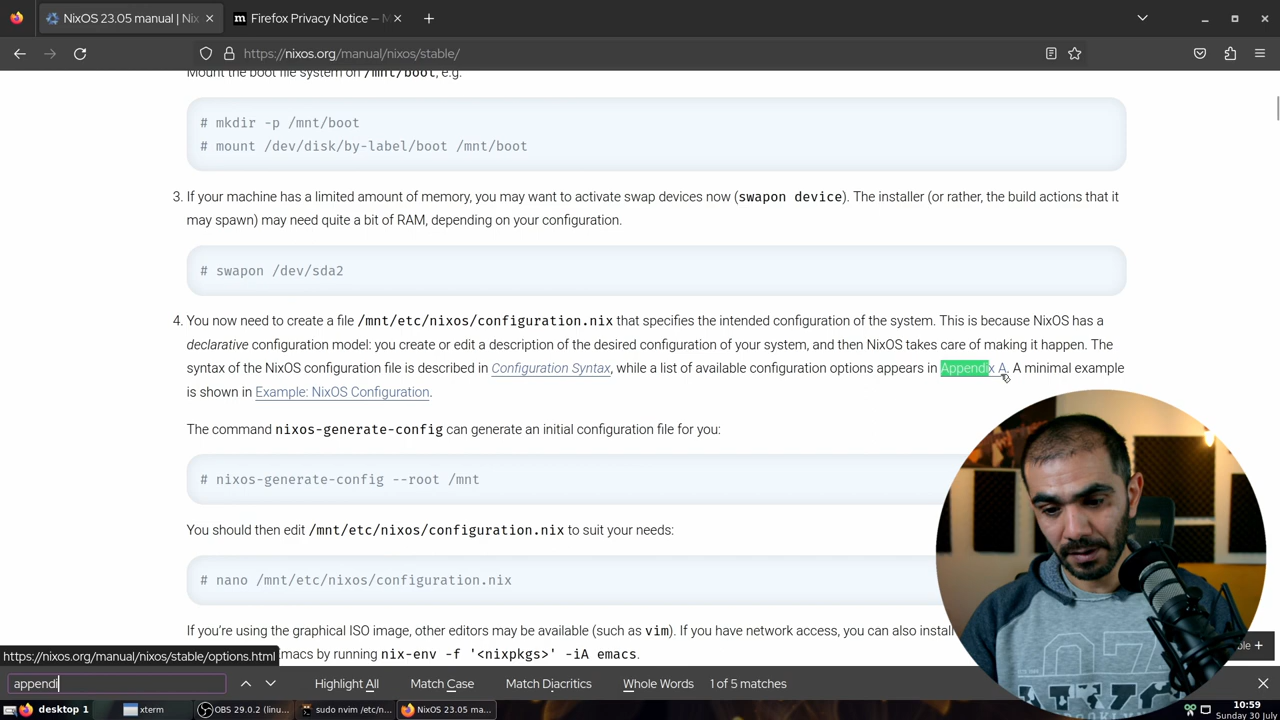 NixOS 23.05 manual | Nix
Firefox Privacy Notice — M
https://nixos.org/manual/nixos/stable/
Mount the boot file system on /mnt/boot, e.g.
# mkdir -p /mnt/boot
# mount /dev/disk/by-label/boot /mnt/boot
3. If your machine has a limited amount of memory, you may want to activate swap devices now (swapon device). The installer (or rather, the build actions that it
may spawn) may need quite a bit of RAM, depending on your configuration.
# swapon /dev/sda2
4. You now need to create a file /mnt/etc/nixos/configuration.nix that specifies the intended configuration of the system. This is because NixOS has a
declarative configuration model: you create or edit a description of the desired configuration of your system, and then NixOS takes care of making it happen. The
syntax of the NixOS configuration file is described in Configuration Syntax, while a list of available configuration options appears in Appendix A. A minimal example
is shown in Example: NixOS Configuration.
The command nixos-generate-config can generate an initial configuration file for you:
# nixos-generate-config --root /mnt
You should then edit /mnt/etc/nixos/configuration.nix to suit your needs:
# nano /mnt/etc/nixos/configuration.nix
If you're using the graphical ISO image, other editors may be available (such as vim). If you have network access, you can also install
macs by running nix-env -f '<nixpkgs>' -iA emacs.
https://nixos.org/manual/nixos/stable/options.html
appendi
Highlight All
Match Case
Match Diacritics
Whole Words
1 of 5 matches
desktop 1
xterm
OBS 29.0.2 (linu...
sudo nvim /etc/n...
NixOS 23.05 ma...
10:59
Sunday 30 July